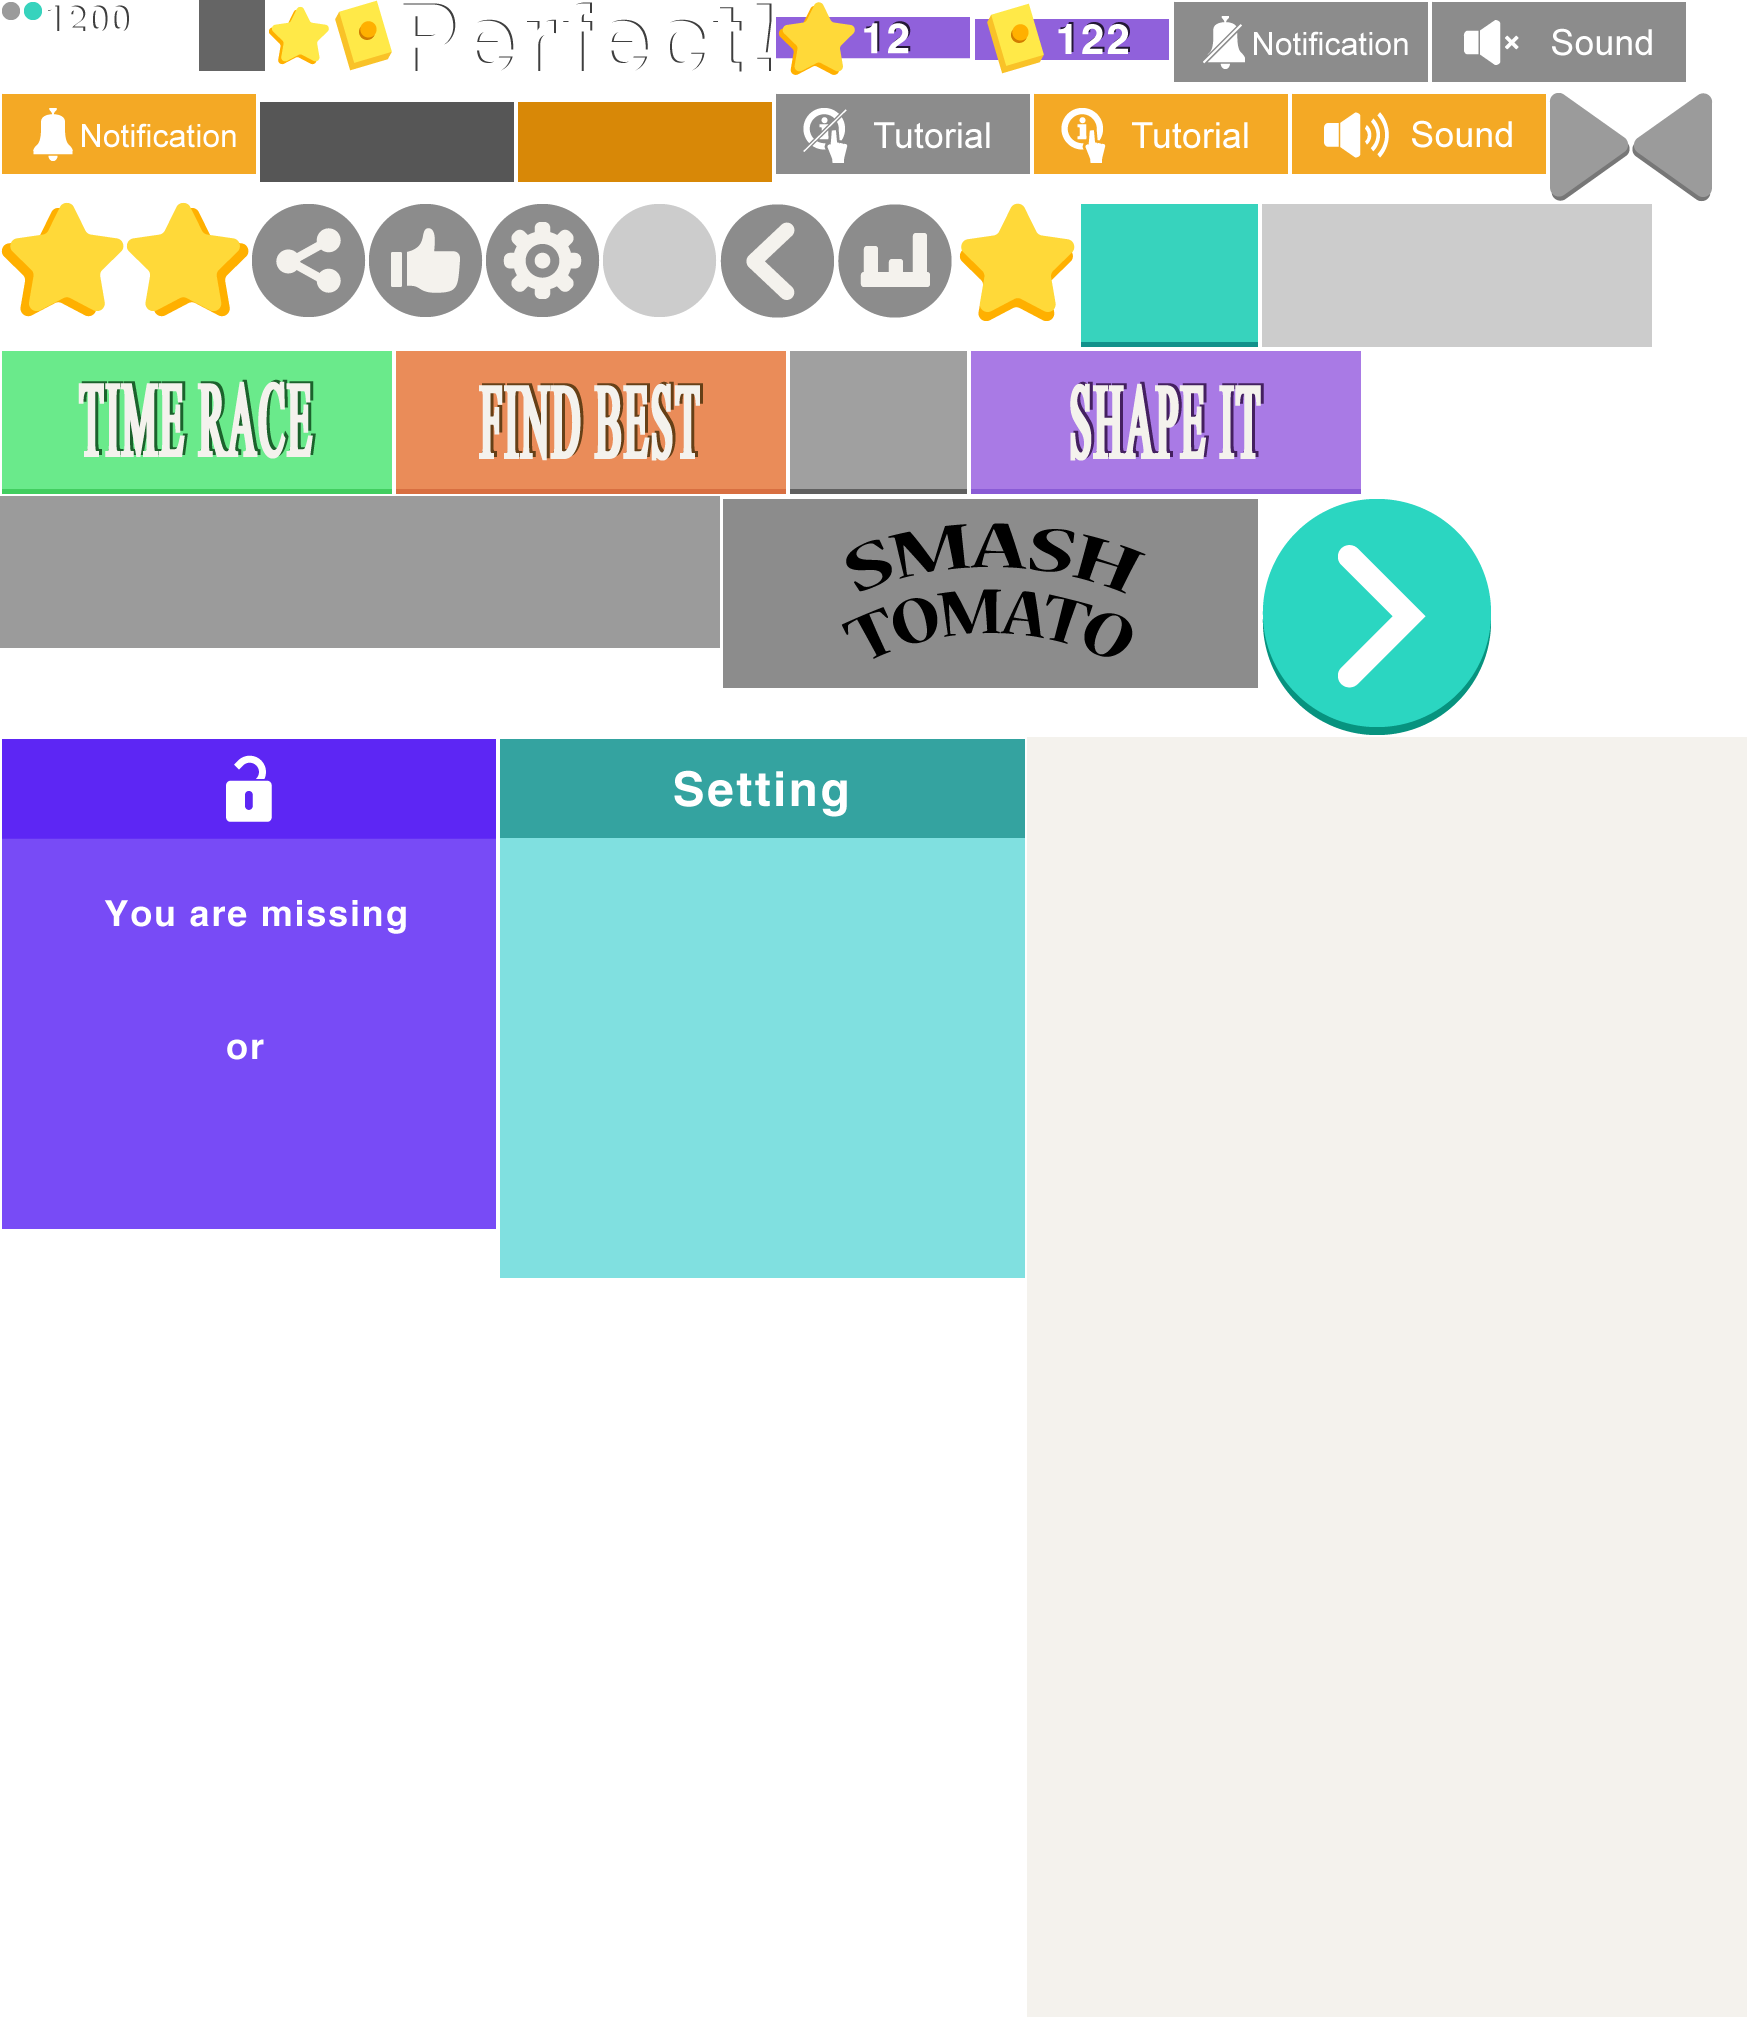 1200
Perfect!
12
122
Notification
Sound
Notification
Tutorial
Tutorial
Sound
TIME RACE
FIND BEST
SHAPE IT
SMASH
TOMATO
Setting
You are missing
or